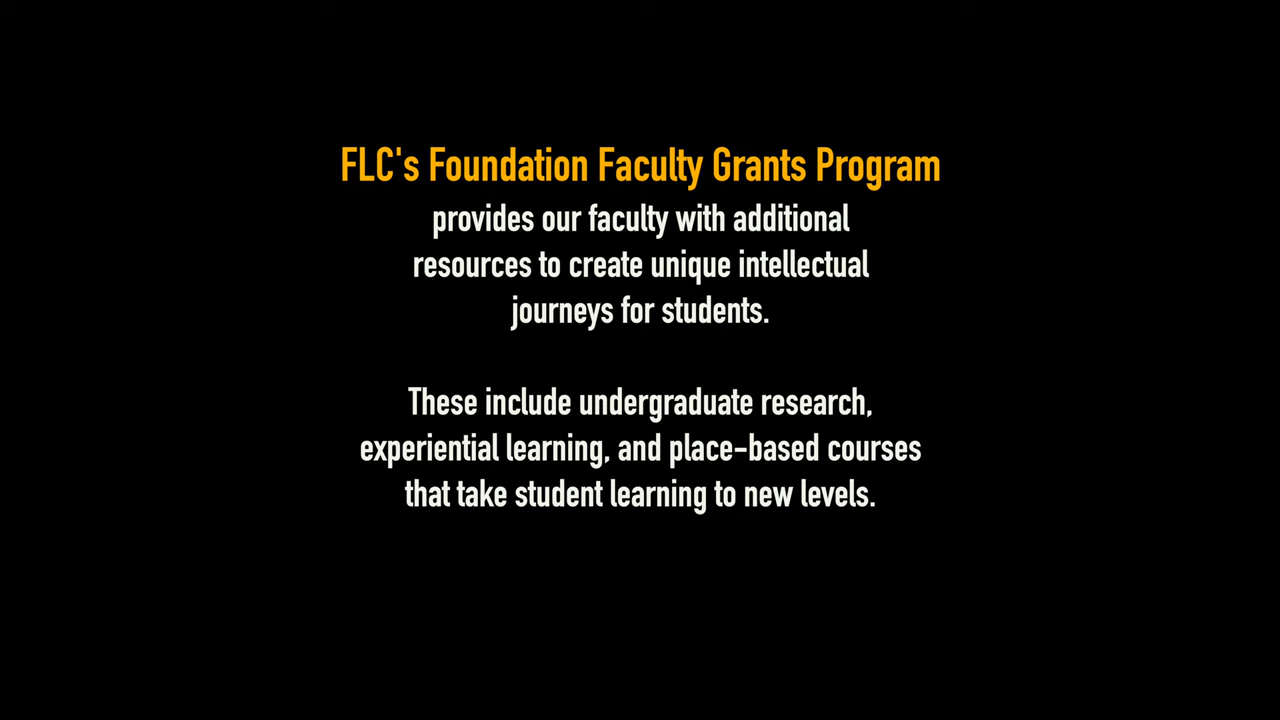 FLC's Foundation Faculty Grants Program
provides our faculty with additional
resources to create unique intellectual
journeys for students.
These include undergraduate research,
experiential learning, and place-based courses
that take student learning to new levels.